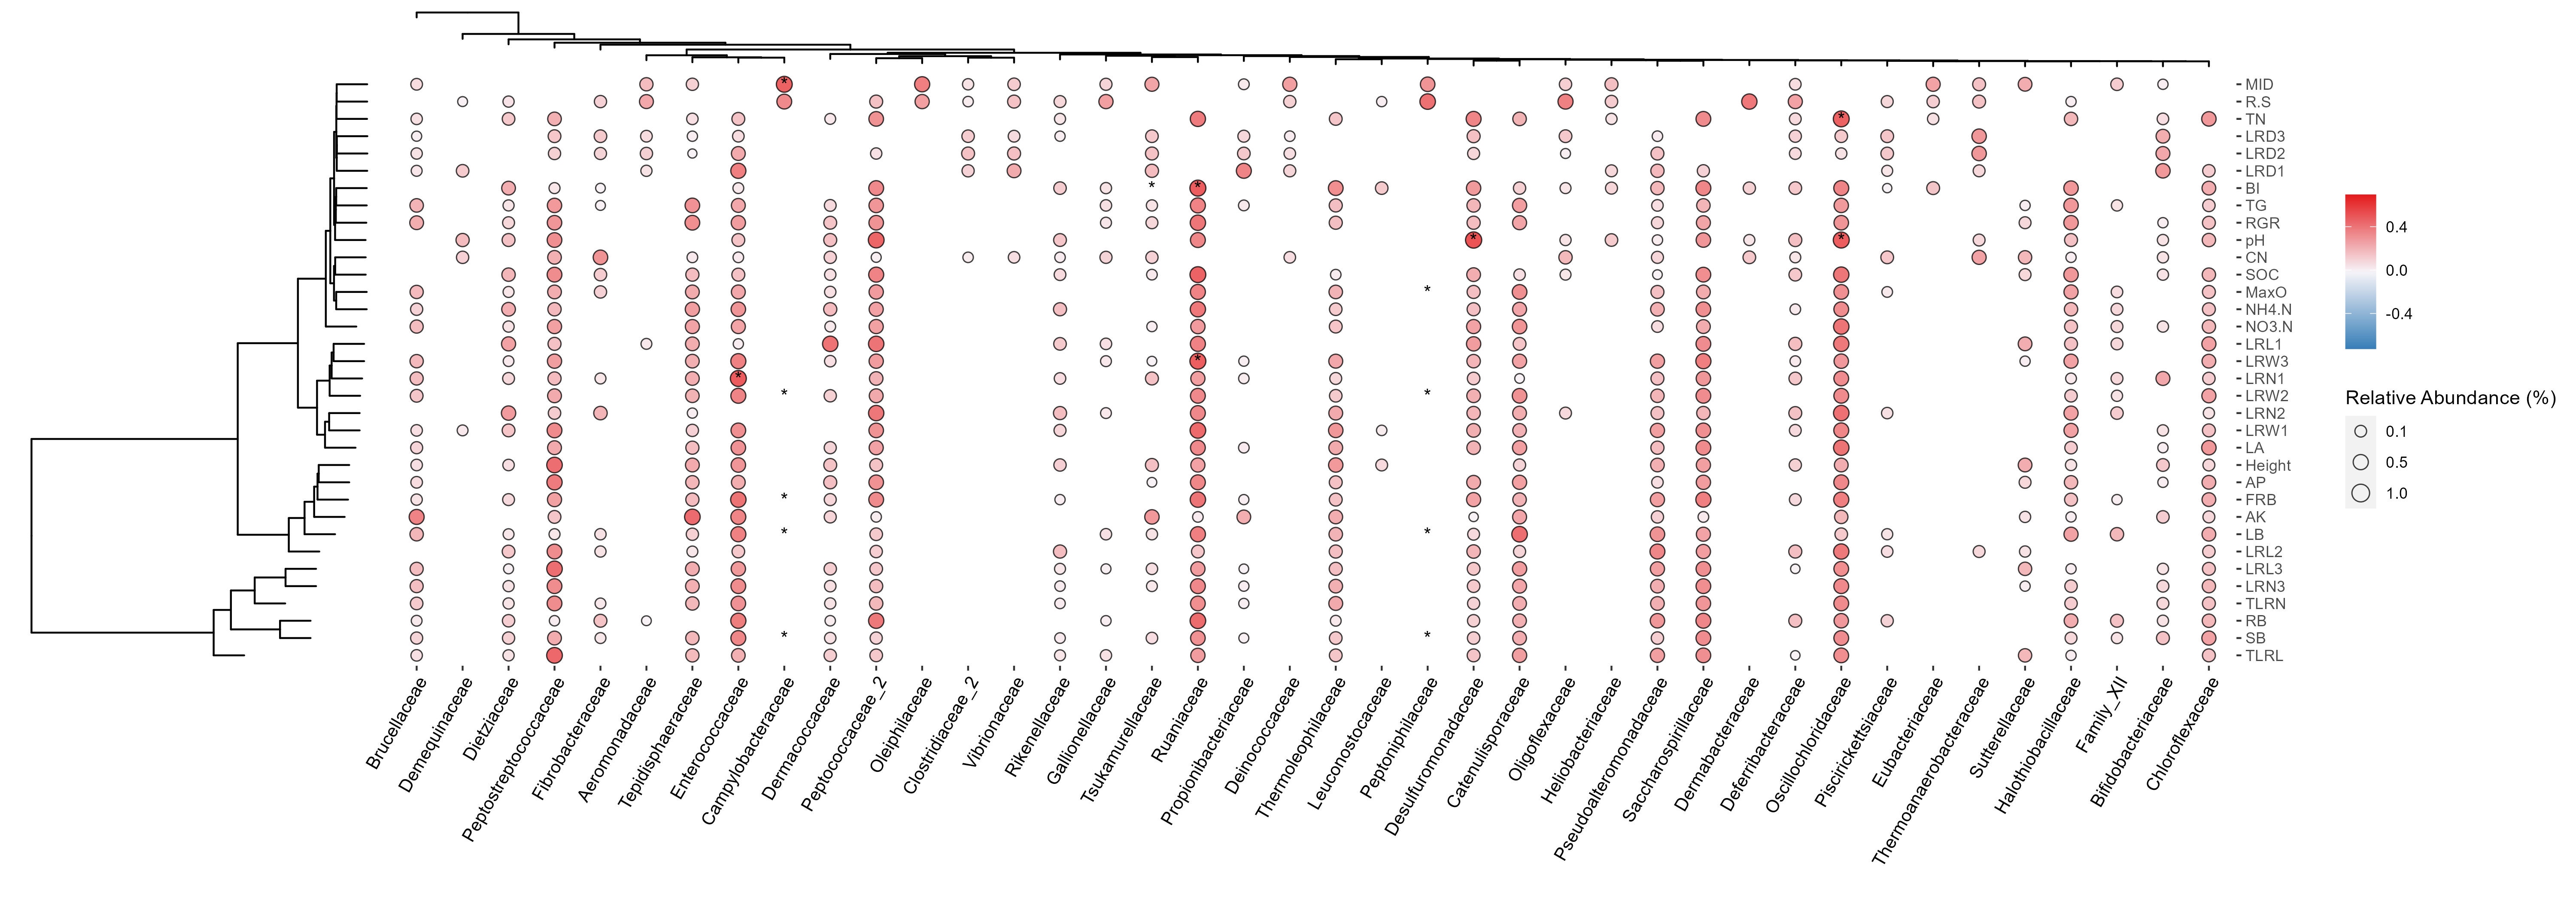 MID
R.S
TN
LRD3
LRD2
LRD1
BI
TG
RGR
pH
CN
SOC
MaxO
NH4.N
NO3.N
LRL1
LRW3
LRN1
LRW2
LRN2
LRW1
LA
Height
AP
FRB
AK
LB
LRL2
LRL3
LRN3
TLRN
RB
SB
TLRL
0.4
0.0
-0.4
Relative Abundance (%)
0.1
0.5
1.0
Brucellaceae
Demequinaceae
Dietziaceae
Peptostreptococcaceae
Fibrobacteraceae
Aeromonadaceae
Tepidisphaeraceae
Enterococcaceae
Campylobacteraceae
Dermacoccaceae
Peptococcaceae_2
Oleiphilaceae
Clostridiaceae_2
Vibrionaceae
Rikenellaceae
Gallionellaceae
Tsukamurellaceae
Ruaniaceae
Propionibacteriaceae
Deinococcaceae
Thermoleophilaceae
Leuconostocaceae
Peptoniphilaceae
Desulfuromonadaceae
Catenulisporaceae
Oligoflexaceae
Heliobacteriaceae
Pseudoalteromonadaceae
Saccharospirillaceae
Dermabacteraceae
Deferribacteraceae
Oscillochloridaceae
Piscirickettsiaceae
Eubacteriaceae
Thermoanaerobacteraceae
Sutterellaceae
Halothiobacillaceae
Family_XII
Bifidobacteriaceae
Chloroflexaceae